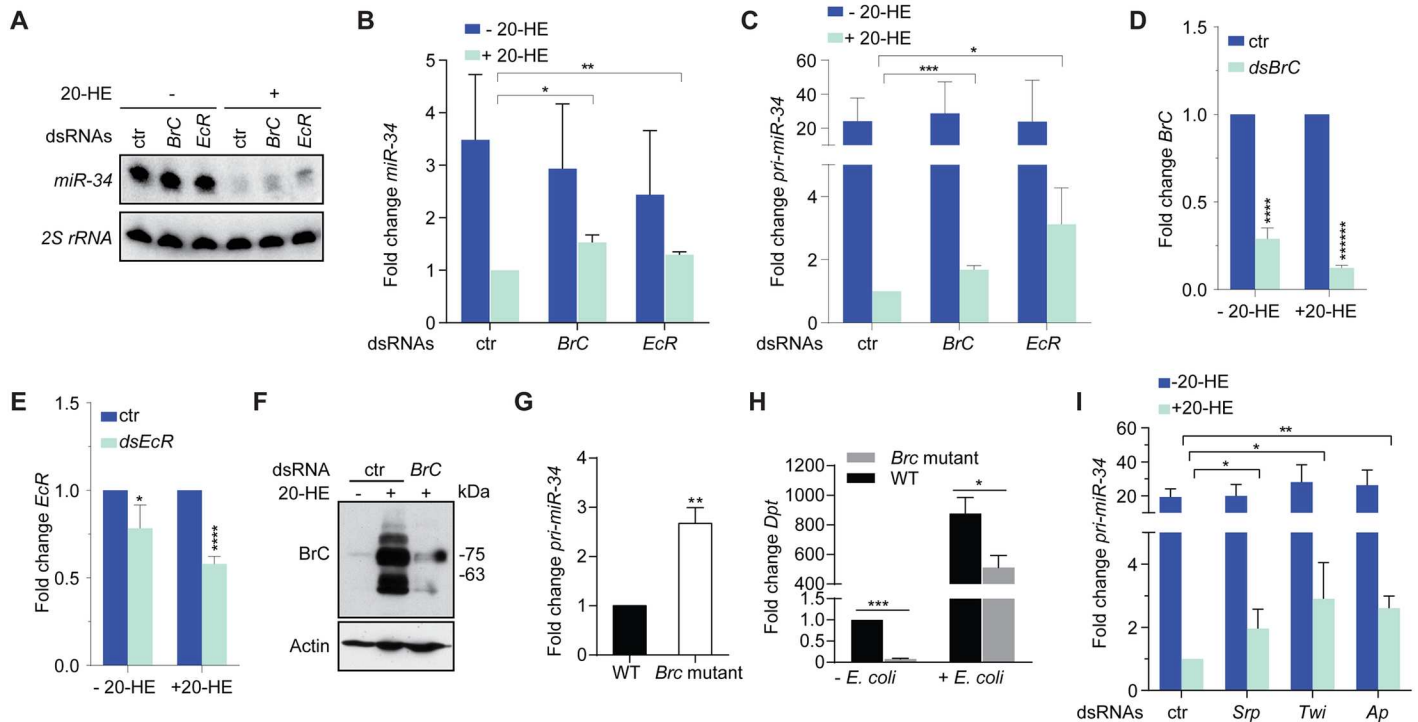 A
20-HE
-
+
dsRNAs
ctr
BrC
EcR
ctr
BrC
EcR
miR-34
2S rRNA
B
- 20-HE
+ 20-HE
Fold change miR-34
5
4
3
2
1
0
*
**
dsRNAs
ctr
BrC
EcR
C
- 20-HE
+ 20-HE
Fold change pri-miR-34
60
40
20
4
2
0
***
*
dsRNAs
ctr
BrC
EcR
D
ctr
dsBrC
Fold change BrC
1.5
1.0
0.5
0.0
****
******
- 20-HE
+20-HE
E
ctr
dsEcR
Fold change EcR
1.5
1.0
0.5
0.0
*
****
- 20-HE
+20-HE
F
dsRNA
ctr
BrC
20-HE
-
+
+
kDa
BrC
-75
-63
Actin
G
Fold change pri-miR-34
4
3
2
1
0
**
WT
Brc mutant
H
Brc mutant
WT
Fold change Dpt
1200
1000
800
600
400
1.5
1.0
0.5
0
***
*
- E. coli
+ E. coli
I
-20-HE
+20-HE
Fold change pri-miR-34
60
40
20
4
2
0
*
*
**
dsRNAs
ctr
Srp
Twi
Ap